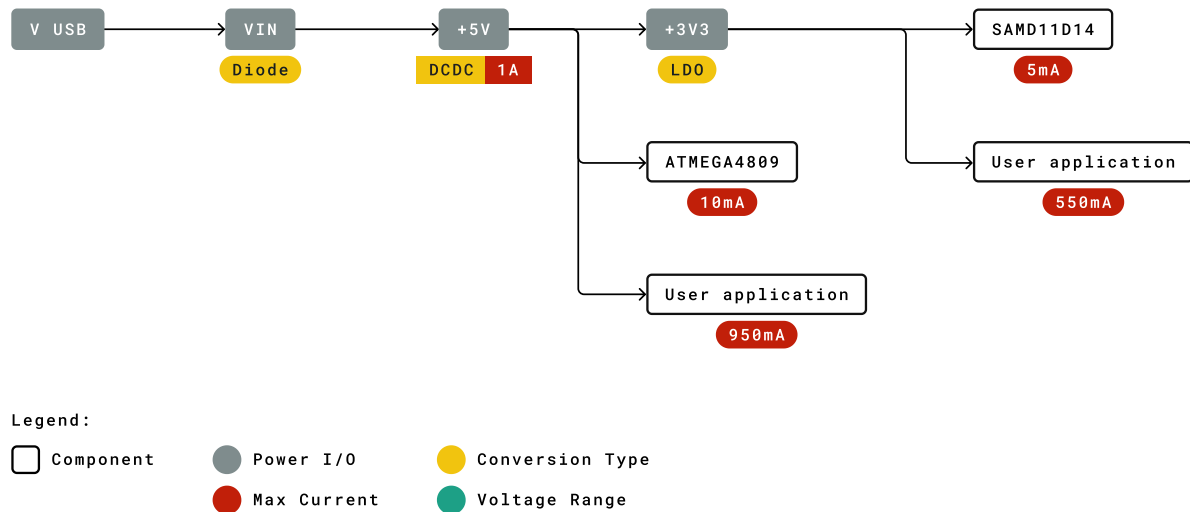 V USB
VIN
+5V
+3V3
SAMD11D14
Diode
DCDC
1A
LDO
5mA
ATMEGA4809
User application
10mA
550mA
User application
950mA
Legend:
Component
Power I/O
Conversion Type
Max Current
Voltage Range